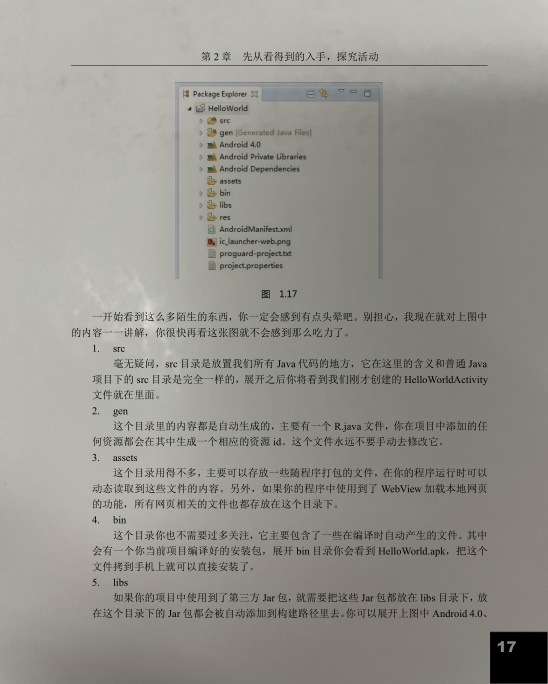 第 2 章　先从看得到的入手，探究活动
Package Explorer
HelloWorld
src
gen [Generated Java Files]
Android 4.0
Android Private Libraries
Android Dependencies
assets
bin
libs
res
AndroidManifest.xml
ic_launcher-web.png
proguard-project.txt
project.properties
图 1.17
一开始看到这么多陌生的东西，你一定会感到有点头晕吧。别担心，我现在就对上图中
的内容一一讲解，你很快再看这张图就不会感到那么吃力了。
1. src
毫无疑问，src 目录是放置我们所有 Java 代码的地方，它在这里的含义和普通 Java
项目下的 src 目录是完全一样的，展开之后你将看到我们刚才创建的 HelloWorldActivity
文件就在里面。
2. gen
这个目录里的内容都是自动生成的，主要有一个 R.java 文件，你在项目中添加的任
何资源都会在其中生成一个相应的资源 id。这个文件永远不要手动去修改它。
3. assets
这个目录用得不多，主要可以存放一些随程序打包的文件，在你的程序运行时可以
动态读取到这些文件的内容。另外，如果你的程序中使用到了 WebView 加载本地网页
的功能，所有网页相关的文件也都存放在这个目录下。
4. bin
这个目录你也不需要过多关注，它主要包含了一些在编译时自动产生的文件。其中
会有一个你当前项目编译好的安装包，展开 bin 目录你会看到 HelloWorld.apk，把这个
文件拷到手机上就可以直接安装了。
5. libs
如果你的项目中使用到了第三方 Jar 包，就需要把这些 Jar 包都放在 libs 目录下，放
在这个目录下的 Jar 包都会被自动添加到构建路径里去。你可以展开上图中 Android 4.0、
17